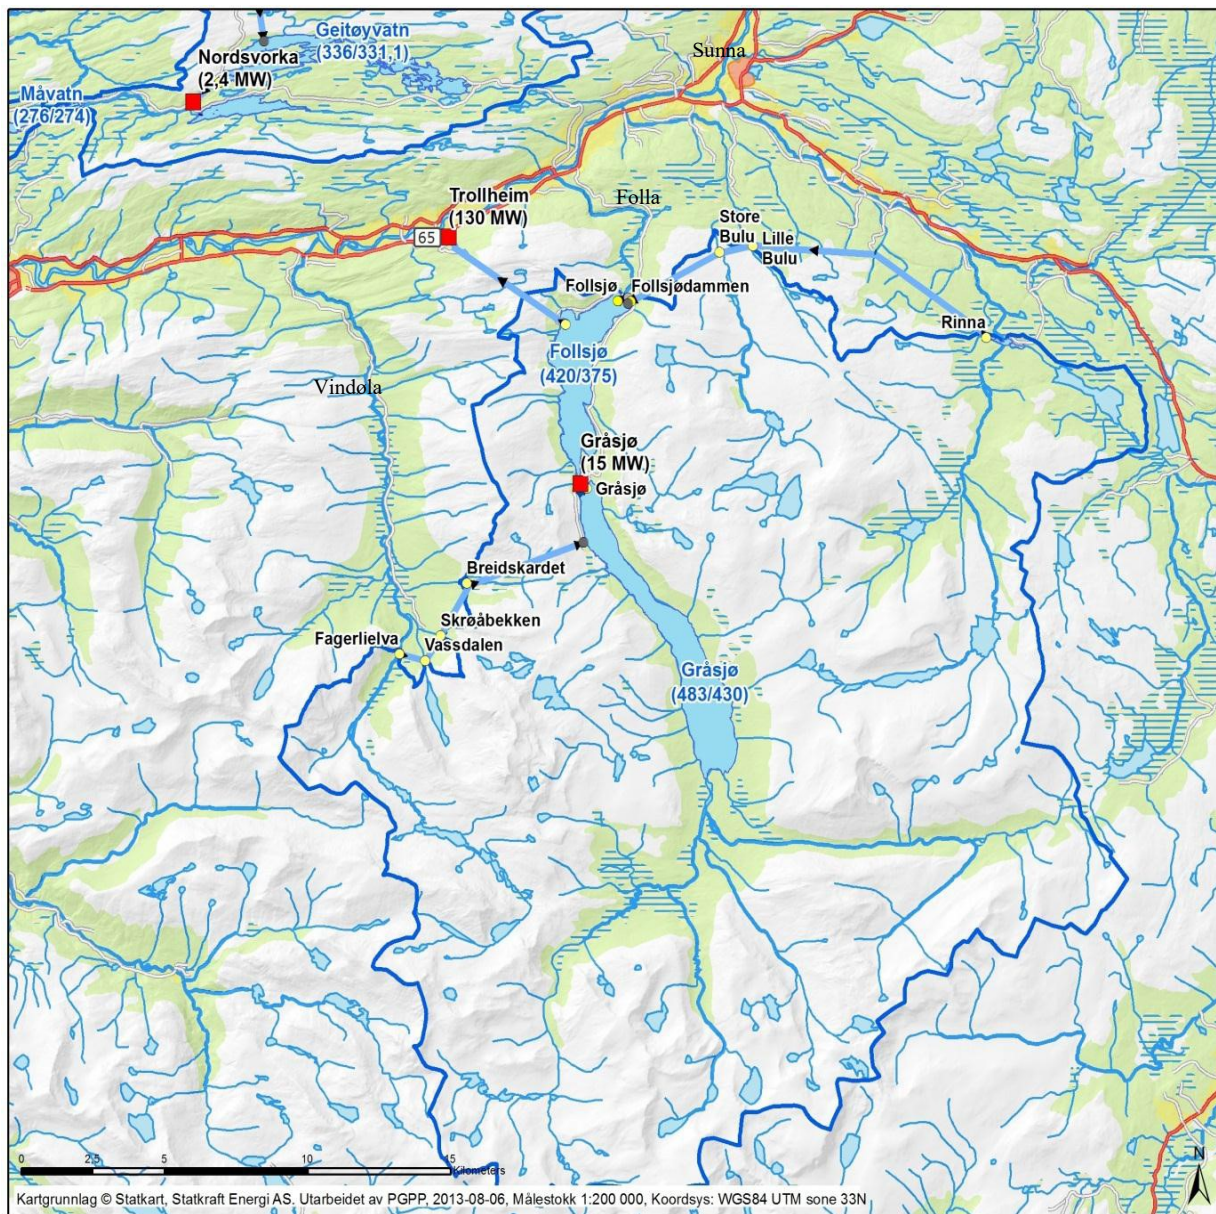 Geitøyvatn
(336/331,1)
Nordsvorka
(2,4 MW)
Måvatn
(276/274)
Sunna
Trollheim
(130 MW)
65
Folla
Store
Bulu
Lille
Bulu
Follsjø
Follsjødammen
Rinna
Follsjø
(420/375)
Vindøla
Gråsjø
(15 MW)
Gråsjø
Breidskardet
Skrøåbekken
Fagerlielva
Vassdalen
Gråsjø
(483/430)
N
0 2,5 5 10 15
Kilometers
Kartgrunnlag © Statkart, Statkraft Energi AS. Utarbeidet av PGPP, 2013-08-06, Målestokk 1:200 000, Koordsys: WGS84 UTM sone 33N